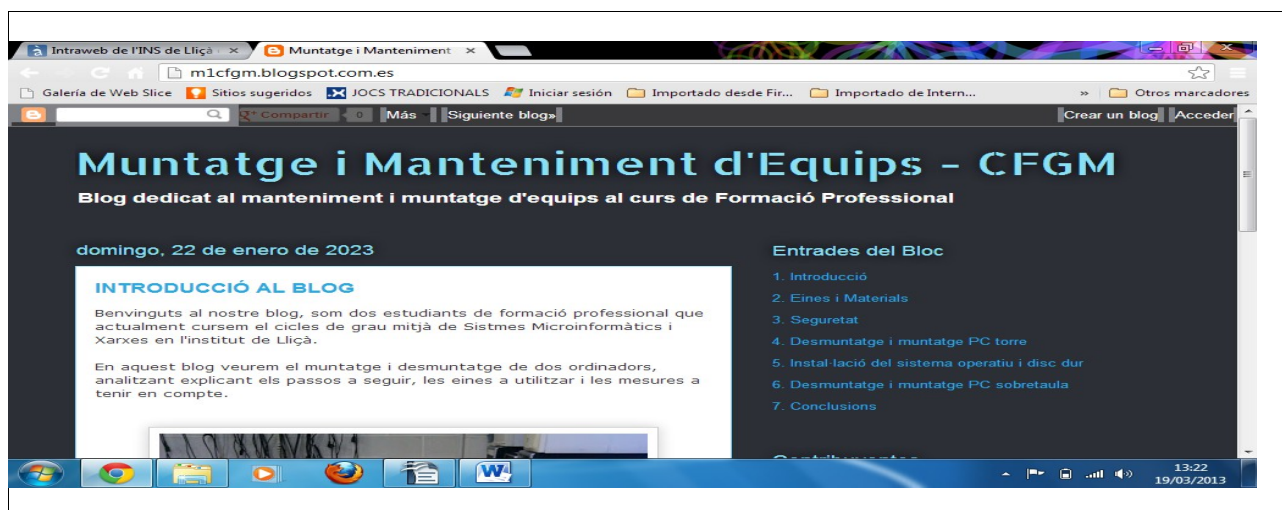 Intraweb de l'INS de Lliçà
Muntatge i Manteniment
m1cfgm.blogspot.com.es
Galería de Web Slice Sitios sugeridos JOCS TRADICIONALS Iniciar sesión Importado desde Fir... Importado de Intern... » Otros marcadores
Compartir 0 Más Siguiente blog» Crear un blog Acceder
Muntatge i Manteniment d'Equips - CFGM
Blog dedicat al manteniment i muntatge d'equips al curs de Formació Professional
domingo, 22 de enero de 2023
INTRODUCCIÓ AL BLOG
Benvinguts al nostre blog, som dos estudiants de formació professional que
actualment cursem el cicles de grau mitjà de Sistmes Microinformàtics i
Xarxes en l'institut de Lliçà.
En aquest blog veurem el muntatge i desmuntatge de dos ordinadors,
analitzant explicant els passos a seguir, les eines a utilitzar i les mesures a
tenir en compte.
Entrades del Bloc
1. Introducció
2. Eines i Materials
3. Seguretat
4. Desmuntatge i muntatge PC torre
5. Instal·lació del sistema operatiu i disc dur
6. Desmuntatge i muntatge PC sobretaula
7. Conclusions
13:22
19/03/2013